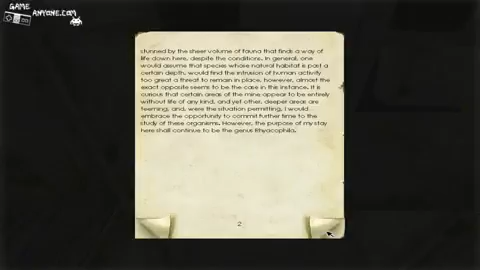 GAME
ANYONE.COM
stunned by the sheer volume of fauna that finds a way of
life down here, despite the conditions. In general, one
would assume that species whose natural habitat is past a
certain depth, would find the intrusion of human activity
too great a threat to remain in place, however, almost the
exact opposite seems to be the case in this instance. It is
curious that certain areas of the mine appear to be entirely
without life of any kind, and yet other, deeper areas are
teeming, and, were the situation permitting, I would
embrace the opportunity to commit further time to the
study of these organisms. However, the purpose of my stay
here shall continue to be the genus Rhyacophila.
2